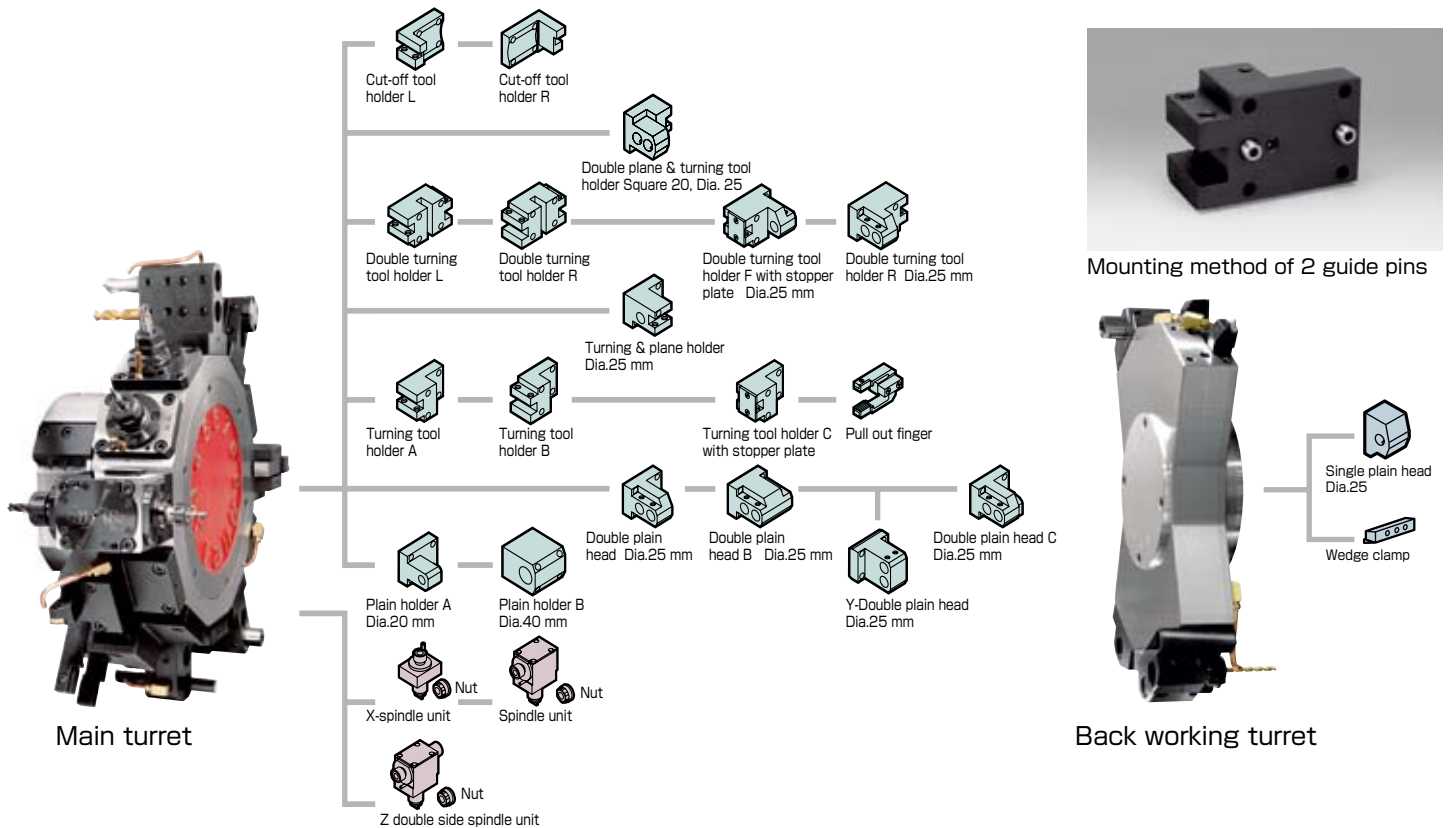 Cut-off tool
holder L
Cut-off tool
holder R
Double plane & turning tool
holder Square 20, Dia. 25
Mounting method of 2 guide pins
Double turning
tool holder L
Double turning
tool holder R
Double turning tool
holder F with stopper
plate Dia.25 mm
Double turning tool
holder R Dia.25 mm
Turning & plane holder
Dia.25 mm
Turning tool
holder A
Turning tool
holder B
Turning tool holder C
with stopper plate
Pull out finger
Single plain head
Dia.25
Double plain
head Dia.25 mm
Double plain
head B Dia.25 mm
Double plain head C
Dia.25 mm
Wedge clamp
Plain holder A
Dia.20 mm
Plain holder B
Dia.40 mm
Y-Double plain head
Dia.25 mm
Nut
X-spindle unit
Nut
Spindle unit
Main turret
Back working turret
Nut
Z double side spindle unit